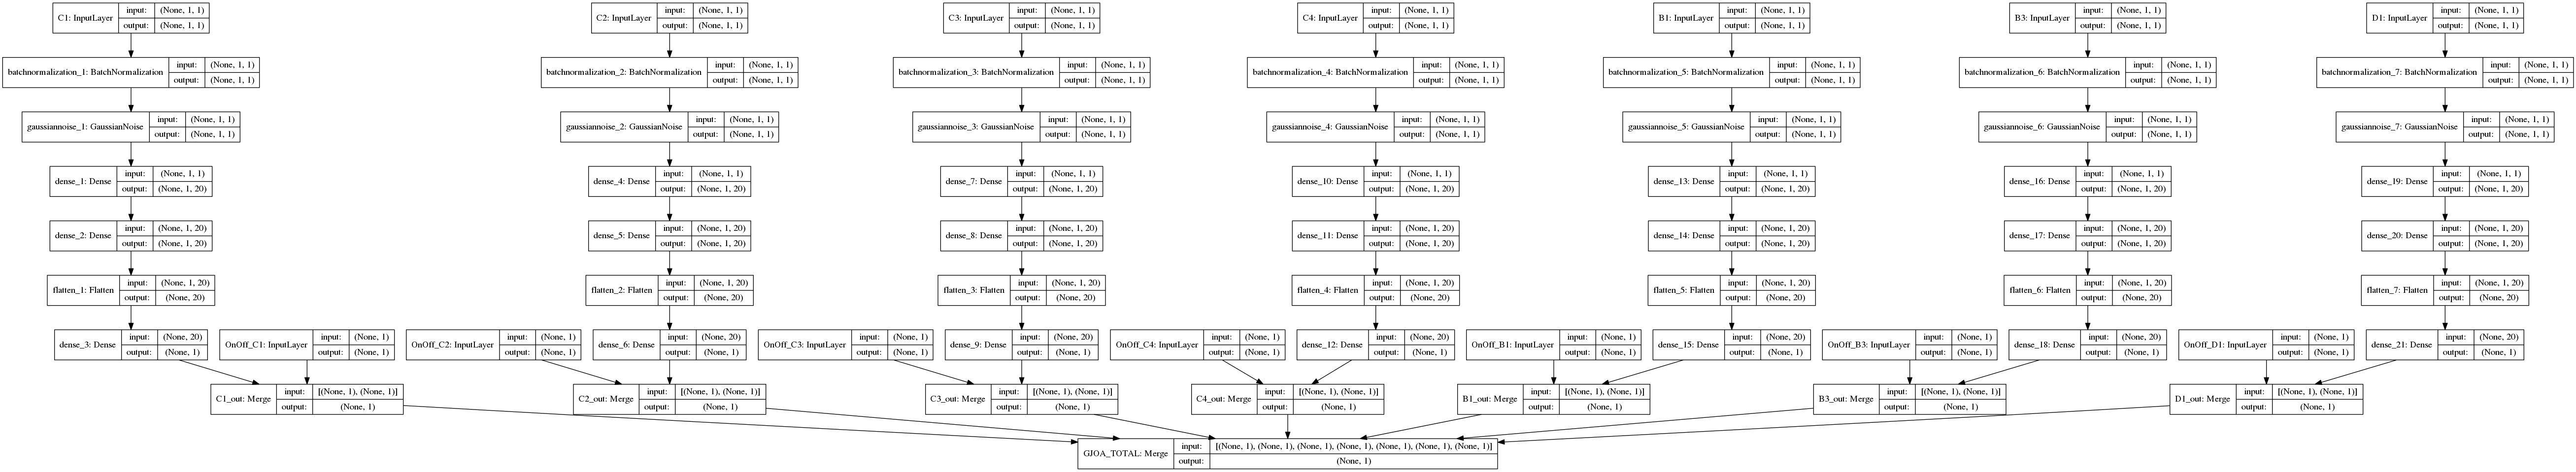 C1: InputLayer input: (None, 1, 1) output: (None, 1, 1)
C2: InputLayer input: (None, 1, 1) output: (None, 1, 1)
C3: InputLayer input: (None, 1, 1) output: (None, 1, 1)
C4: InputLayer input: (None, 1, 1) output: (None, 1, 1)
B1: InputLayer input: (None, 1, 1) output: (None, 1, 1)
B3: InputLayer input: (None, 1, 1) output: (None, 1, 1)
D1: InputLayer input: (None, 1, 1) output: (None, 1, 1)
batchnormalization_1: BatchNormalization input: (None, 1, 1) output: (None, 1, 1)
batchnormalization_2: BatchNormalization input: (None, 1, 1) output: (None, 1, 1)
batchnormalization_3: BatchNormalization input: (None, 1, 1) output: (None, 1, 1)
batchnormalization_4: BatchNormalization input: (None, 1, 1) output: (None, 1, 1)
batchnormalization_5: BatchNormalization input: (None, 1, 1) output: (None, 1, 1)
batchnormalization_6: BatchNormalization input: (None, 1, 1) output: (None, 1, 1)
batchnormalization_7: BatchNormalization input: (None, 1, 1) output: (None, 1, 1)
gaussiannoise_1: GaussianNoise input: (None, 1, 1) output: (None, 1, 1)
gaussiannoise_2: GaussianNoise input: (None, 1, 1) output: (None, 1, 1)
gaussiannoise_3: GaussianNoise input: (None, 1, 1) output: (None, 1, 1)
gaussiannoise_4: GaussianNoise input: (None, 1, 1) output: (None, 1, 1)
gaussiannoise_5: GaussianNoise input: (None, 1, 1) output: (None, 1, 1)
gaussiannoise_6: GaussianNoise input: (None, 1, 1) output: (None, 1, 1)
gaussiannoise_7: GaussianNoise input: (None, 1, 1) output: (None, 1, 1)
dense_1: Dense input: (None, 1, 1) output: (None, 1, 20)
dense_4: Dense input: (None, 1, 1) output: (None, 1, 20)
dense_7: Dense input: (None, 1, 1) output: (None, 1, 20)
dense_10: Dense input: (None, 1, 1) output: (None, 1, 20)
dense_13: Dense input: (None, 1, 1) output: (None, 1, 20)
dense_16: Dense input: (None, 1, 1) output: (None, 1, 20)
dense_19: Dense input: (None, 1, 1) output: (None, 1, 20)
dense_2: Dense input: (None, 1, 20) output: (None, 1, 20)
dense_5: Dense input: (None, 1, 20) output: (None, 1, 20)
dense_8: Dense input: (None, 1, 20) output: (None, 1, 20)
dense_11: Dense input: (None, 1, 20) output: (None, 1, 20)
dense_14: Dense input: (None, 1, 20) output: (None, 1, 20)
dense_17: Dense input: (None, 1, 20) output: (None, 1, 20)
dense_20: Dense input: (None, 1, 20) output: (None, 1, 20)
flatten_1: Flatten input: (None, 1, 20) output: (None, 20)
flatten_2: Flatten input: (None, 1, 20) output: (None, 20)
flatten_3: Flatten input: (None, 1, 20) output: (None, 20)
flatten_4: Flatten input: (None, 1, 20) output: (None, 20)
flatten_5: Flatten input: (None, 1, 20) output: (None, 20)
flatten_6: Flatten input: (None, 1, 20) output: (None, 20)
flatten_7: Flatten input: (None, 1, 20) output: (None, 20)
dense_3: Dense input: (None, 20) output: (None, 1)
OnOff_C1: InputLayer input: (None, 1) output: (None, 1)
OnOff_C2: InputLayer input: (None, 1) output: (None, 1)
dense_6: Dense input: (None, 20) output: (None, 1)
OnOff_C3: InputLayer input: (None, 1) output: (None, 1)
dense_9: Dense input: (None, 20) output: (None, 1)
OnOff_C4: InputLayer input: (None, 1) output: (None, 1)
dense_12: Dense input: (None, 20) output: (None, 1)
OnOff_B1: InputLayer input: (None, 1) output: (None, 1)
dense_15: Dense input: (None, 20) output: (None, 1)
OnOff_B3: InputLayer input: (None, 1) output: (None, 1)
dense_18: Dense input: (None, 20) output: (None, 1)
OnOff_D1: InputLayer input: (None, 1) output: (None, 1)
dense_21: Dense input: (None, 20) output: (None, 1)
C1_out: Merge input: [(None, 1), (None, 1)] output: (None, 1)
C2_out: Merge input: [(None, 1), (None, 1)] output: (None, 1)
C3_out: Merge input: [(None, 1), (None, 1)] output: (None, 1)
C4_out: Merge input: [(None, 1), (None, 1)] output: (None, 1)
B1_out: Merge input: [(None, 1), (None, 1)] output: (None, 1)
B3_out: Merge input: [(None, 1), (None, 1)] output: (None, 1)
D1_out: Merge input: [(None, 1), (None, 1)] output: (None, 1)
GJOA_TOTAL: Merge input: [(None, 1), (None, 1), (None, 1), (None, 1), (None, 1), (None, 1), (None, 1)] output: (None, 1)